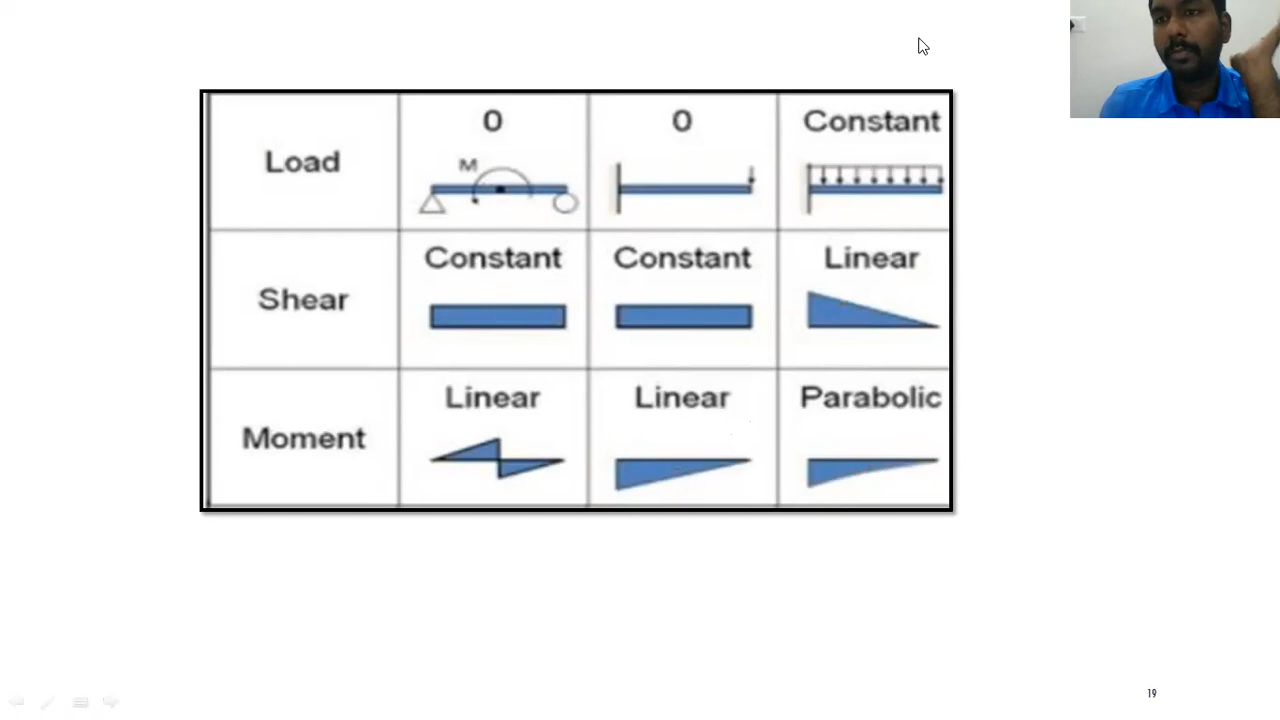 Load
0
M
0
Constant
Shear
Constant
Constant
Linear
Moment
Linear
Linear
Parabolic
19